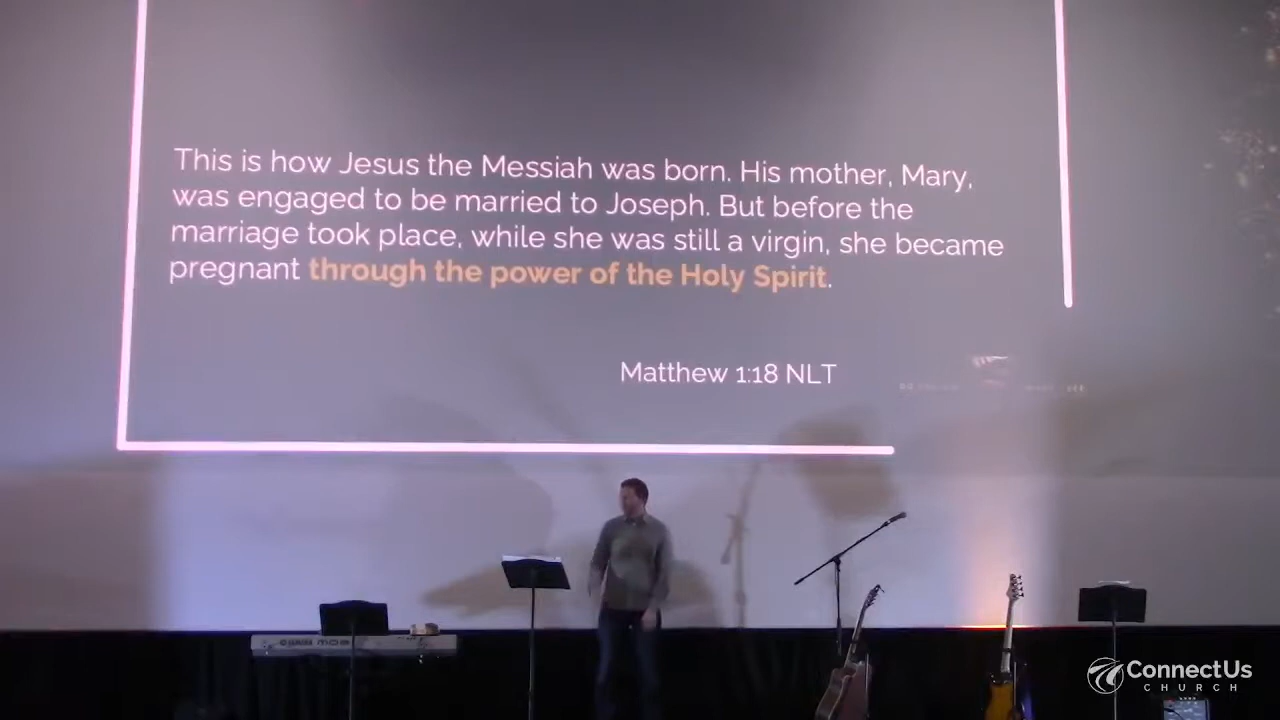 This is how Jesus the Messiah was born. His mother, Mary,
was engaged to be married to Joseph. But before the
marriage took place, while she was still a virgin, she became
pregnant through the power of the Holy Spirit.
Matthew 1:18 NLT
ConnectUs
CHURCH